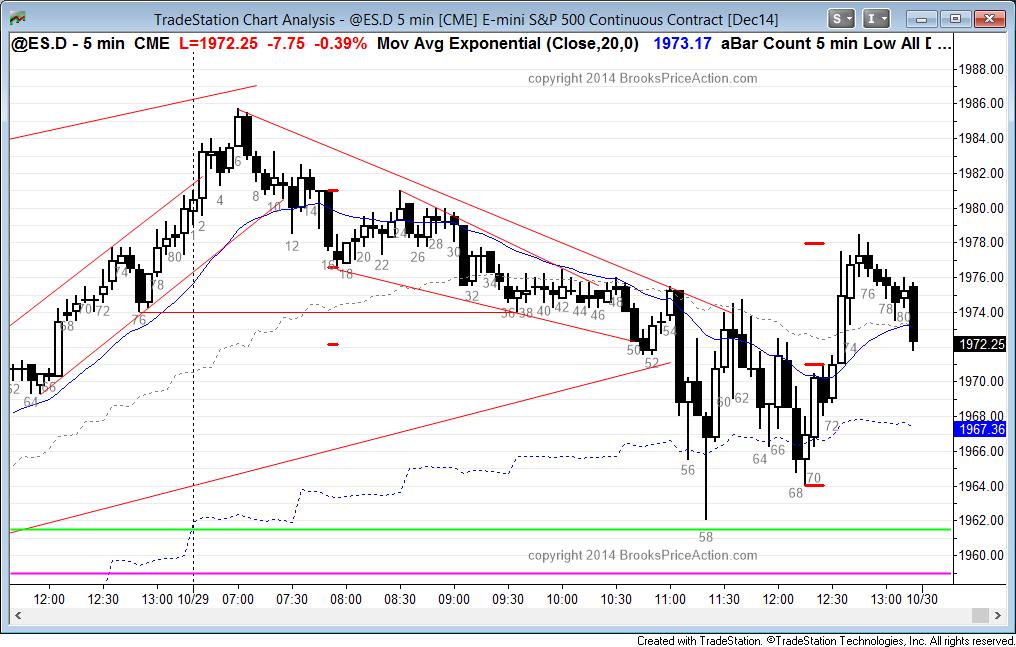 TradeStation Chart Analysis - @ES.D 5 min [CME] E-mini S&P 500 Continuous Contract [Dec14]
S I
@ES.D - 5 min CME L=1972.25 -7.75 -0.39% Mov Avg Exponential (Close,20,0) 1973.17 aBar Count 5 min Low All D ...
copyright 2014 BrooksPriceAction.com
1988.00
1986.00
1984.00
1982.00
1980.00
1978.00
1976.00
1974.00
1972.25
1970.00
1968.00
1967.36
1966.00
1964.00
1962.00
1960.00
64 66 68 70 72 74 76 78 80 2 4 6 8 10 12 14 16 18 20 22 24 26 28 30 32 34 36 38 40 42 44 46 48 50 52 54 56 58 60 62 64 66 68 70 72 74 76 78 80
copyright 2014 BrooksPriceAction.com
12:00 12:30 13:00 10/29 07:00 07:30 08:00 08:30 09:00 09:30 10:00 10:30 11:00 11:30 12:00 12:30 13:00 10/30
Created with TradeStation. ©TradeStation Technologies, Inc. All rights reserved.